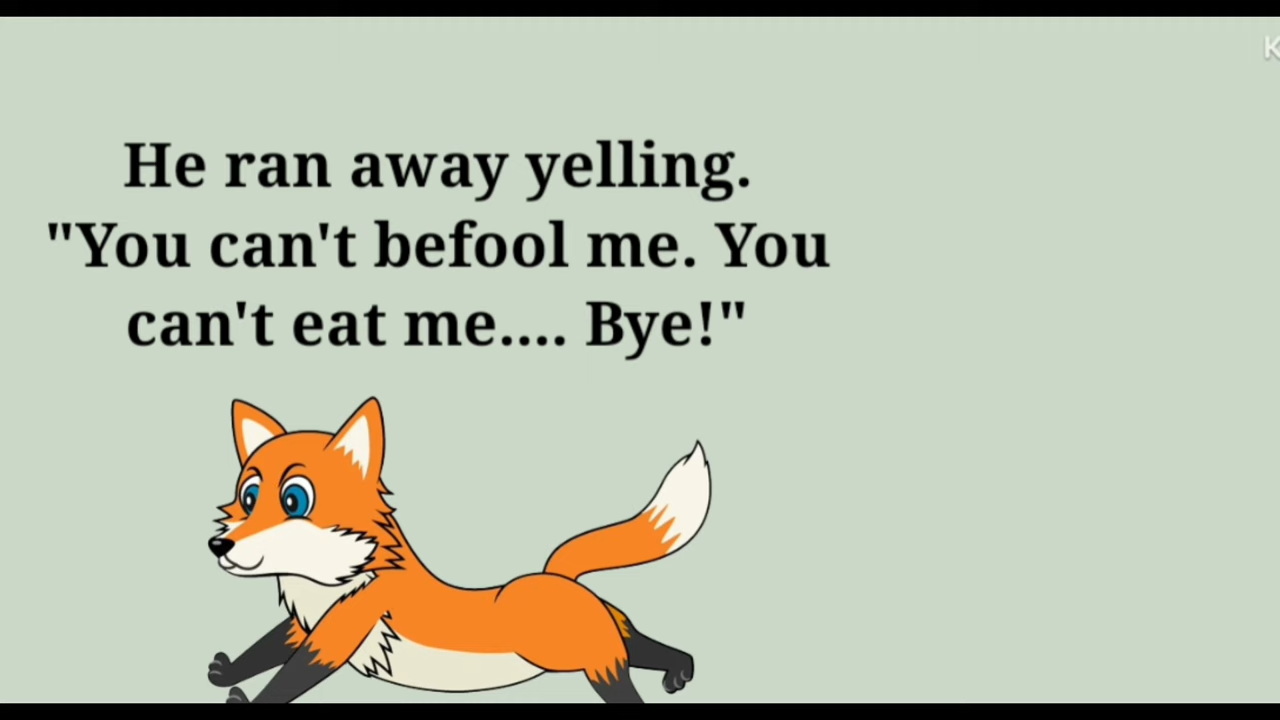 He ran away yelling.
"You can't befool me. You
can't eat me.... Bye!"